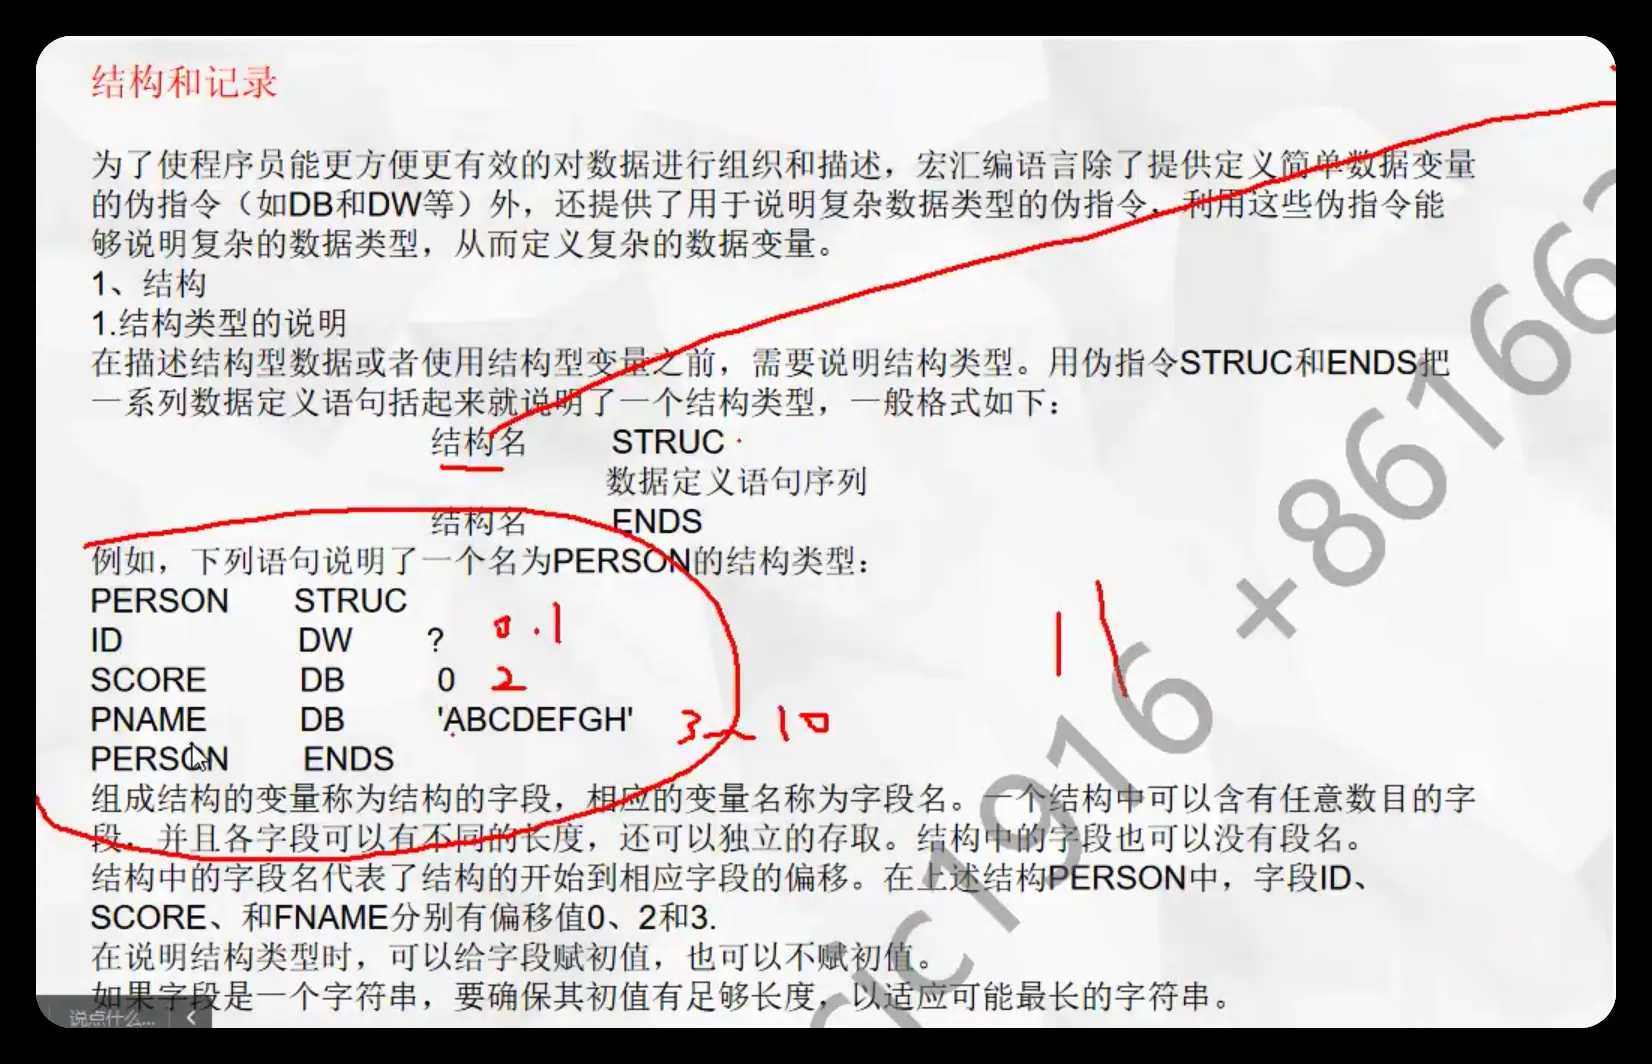 结构和记录
为了使程序员能更方便更有效的对数据进行组织和描述，宏汇编语言除了提供定义简单数据变量
的伪指令（如DB和DW等）外，还提供了用于说明复杂数据类型的伪指令，利用这些伪指令能
够说明复杂的数据类型，从而定义复杂的数据变量。
1、结构
1.结构类型的说明
在描述结构型数据或者使用结构型变量之前，需要说明结构类型。用伪指令STRUC和ENDS把
一系列数据定义语句括起来就说明了一个结构类型，一般格式如下：
结构名 STRUC
数据定义语句序列
结构名 ENDS
例如，下列语句说明了一个名为PERSON的结构类型：
PERSON STRUC
ID DW ? 0.1
SCORE DB 0 2
PNAME DB 'ABCDEFGH' 3-10
PERSON ENDS
组成结构的变量称为结构的字段，相应的变量名称为字段名。一个结构中可以含有任意数目的字
段，并且各字段可以有不同的长度，还可以独立的存取。结构中的字段也可以没有段名。
结构中的字段名代表了结构的开始到相应字段的偏移。在上述结构PERSON中，字段ID、
SCORE、和FNAME分别有偏移值0、2和3.
在说明结构类型时，可以给字段赋初值，也可以不赋初值。
如果字段是一个字符串，要确保其初值有足够长度，以适应可能最长的字符串。
说点什么...
11
1916 +86166